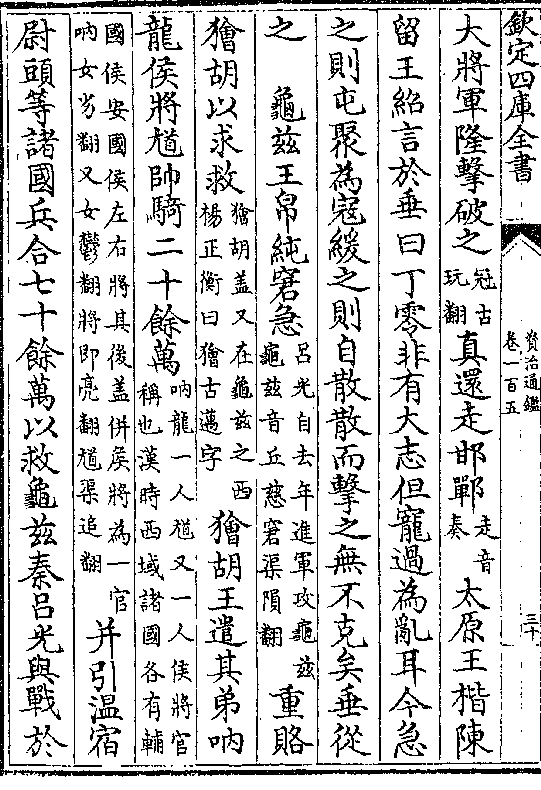 欽定四庫全書
資治通鑑
卷一百五
三十
大將軍隆擊破之冠古玩翻真還走邯鄲走音奏太原王楷陳
留王紹言於垂曰丁零非有大志但寵過為亂耳今急
之則屯聚為寇緩之則自散散而擊之無不克矣垂從
之　龜茲王帛純窘急呂光自去年進軍攻龜茲龜茲音丘慈窘渠隕翻重賂
獪胡以求救獪胡盖又在龜茲之西楊正衡曰獪古邁字獪胡王遣其弟吶
龍侯將馗帥騎二十餘萬吶龍一人馗又一人侯將官稱也漢時西域諸國各有輔
國侯安國侯左右將其後盖併侯將為一官吶女劣翻又女鬱翻將即亮翻馗渠追翻并引温宿
尉頭等諸國兵合七十餘萬以救龜茲秦呂光與戰於